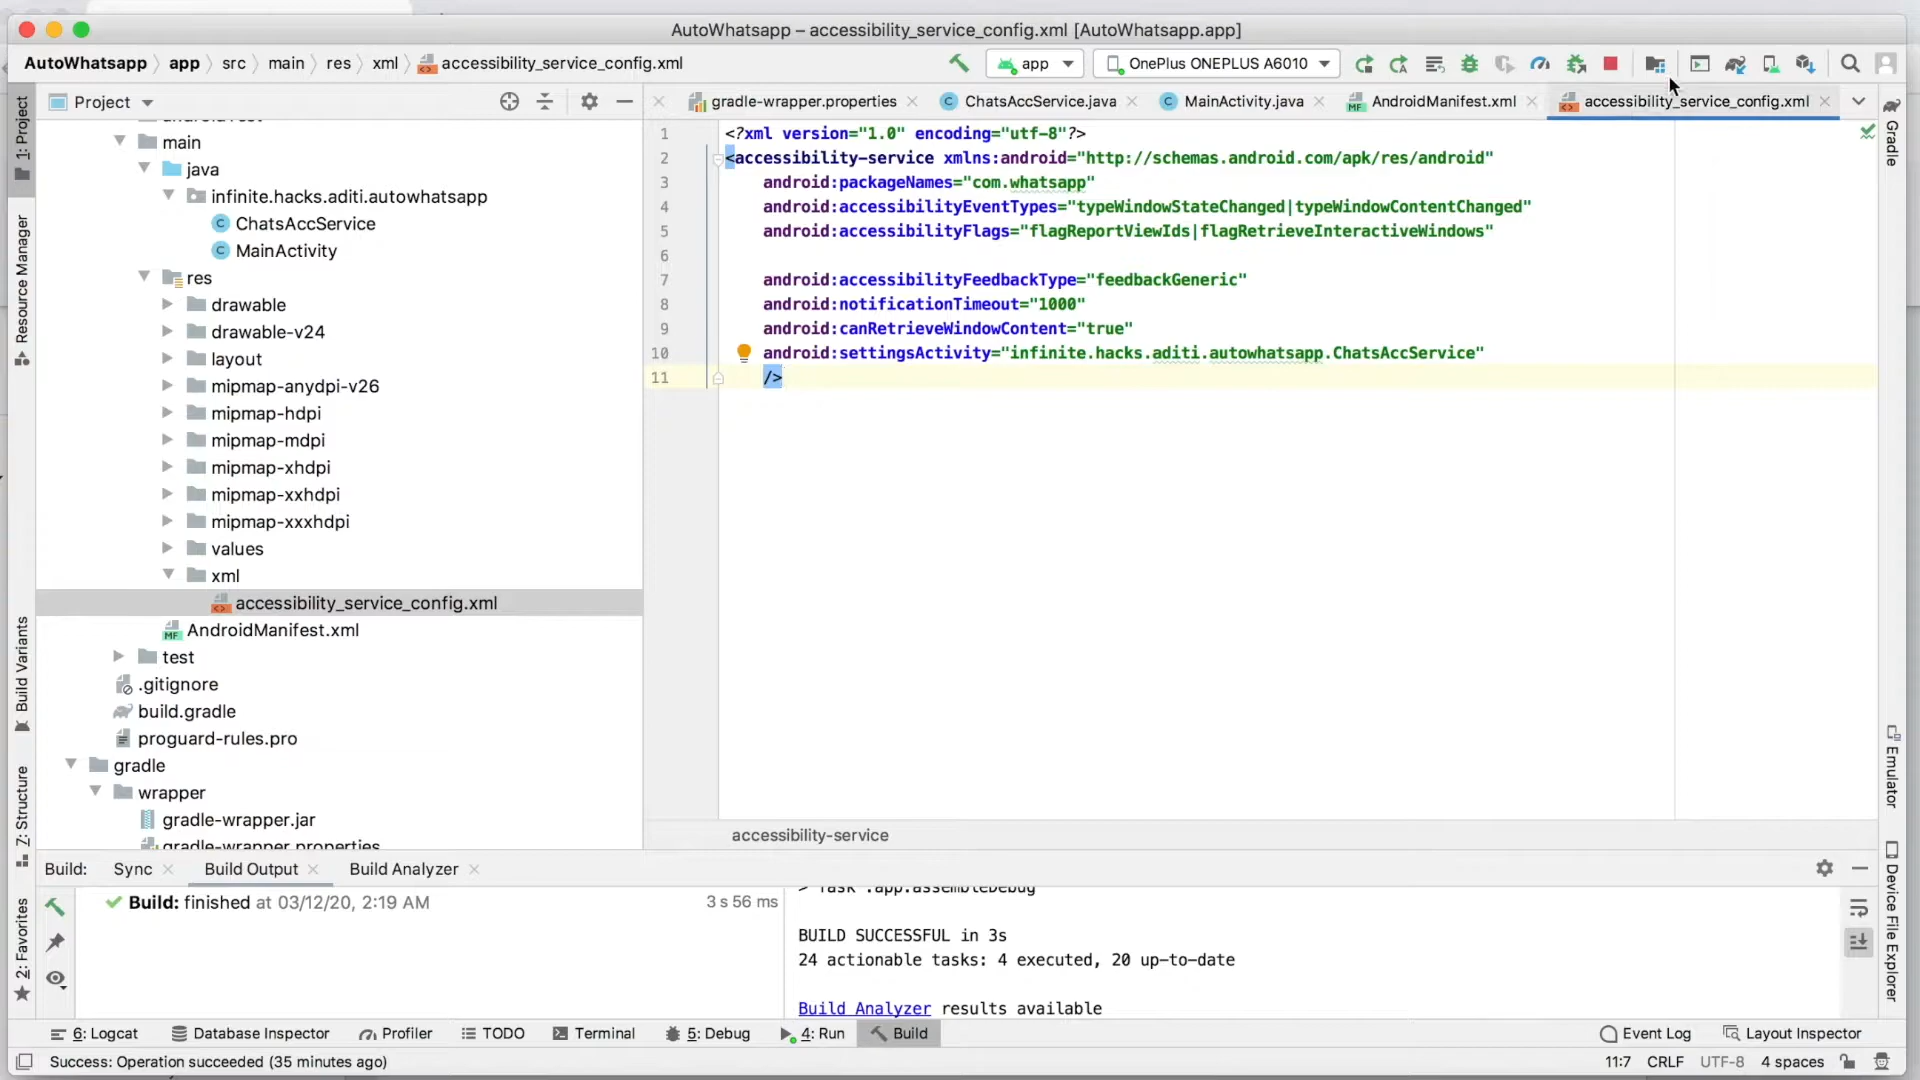 AutoWhatsapp – accessibility_service_config.xml [AutoWhatsapp.app]
AutoWhatsapp app src main res xml accessibility_service_config.xml
app
OnePlus ONEPLUS A6010
Project
gradle-wrapper.properties
ChatsAccService.java
MainActivity.java
AndroidManifest.xml
accessibility_service_config.xml
1: Project
Resource Manager
Build Variants
Z: Structure
2: Favorites
main
java
infinite.hacks.aditi.autowhatsapp
ChatsAccService
MainActivity
res
drawable
drawable-v24
layout
mipmap-anydpi-v26
mipmap-hdpi
mipmap-mdpi
mipmap-xhdpi
mipmap-xxhdpi
mipmap-xxxhdpi
values
xml
accessibility_service_config.xml
AndroidManifest.xml
test
.gitignore
build.gradle
proguard-rules.pro
gradle
wrapper
gradle-wrapper.jar
gradle-wrapper.properties
1 <?xml version="1.0" encoding="utf-8"?>
2 <accessibility-service xmlns:android="http://schemas.android.com/apk/res/android"
3 android:packageNames="com.whatsapp"
4 android:accessibilityEventTypes="typeWindowStateChanged|typeWindowContentChanged"
5 android:accessibilityFlags="flagReportViewIds|flagRetrieveInteractiveWindows"
6
7 android:accessibilityFeedbackType="feedbackGeneric"
8 android:notificationTimeout="1000"
9 android:canRetrieveWindowContent="true"
10 android:settingsActivity="infinite.hacks.aditi.autowhatsapp.ChatsAccService"
11 />
accessibility-service
Gradle
Emulator
Device File Explorer
Build: Sync Build Output Build Analyzer
Build: finished at 03/12/20, 2:19 AM 3 s 56 ms
> Task :app:assembleDebug
BUILD SUCCESSFUL in 3s
24 actionable tasks: 4 executed, 20 up-to-date
Build Analyzer results available
6: Logcat Database Inspector Profiler TODO Terminal 5: Debug 4: Run Build Event Log Layout Inspector
Success: Operation succeeded (35 minutes ago) 11:7 CRLF UTF-8 4 spaces